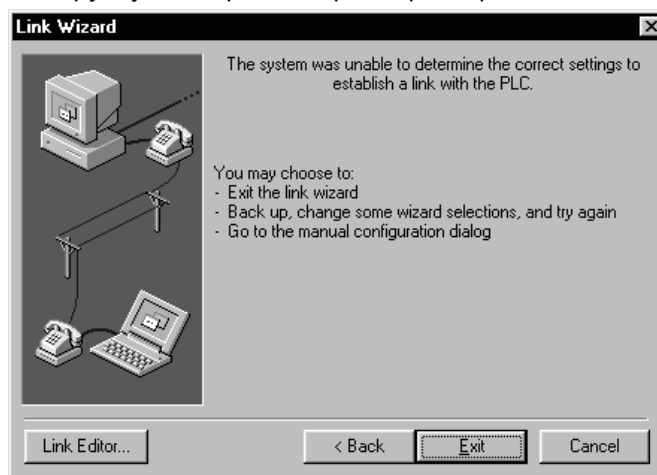 Link Wizard
The system was unable to determine the correct settings to
establish a link with the PLC.
You may choose to:
- Exit the link wizard
- Back up, change some wizard selections, and try again
- Go to the manual configuration dialog
Link Editor...
< Back
Exit
Cancel